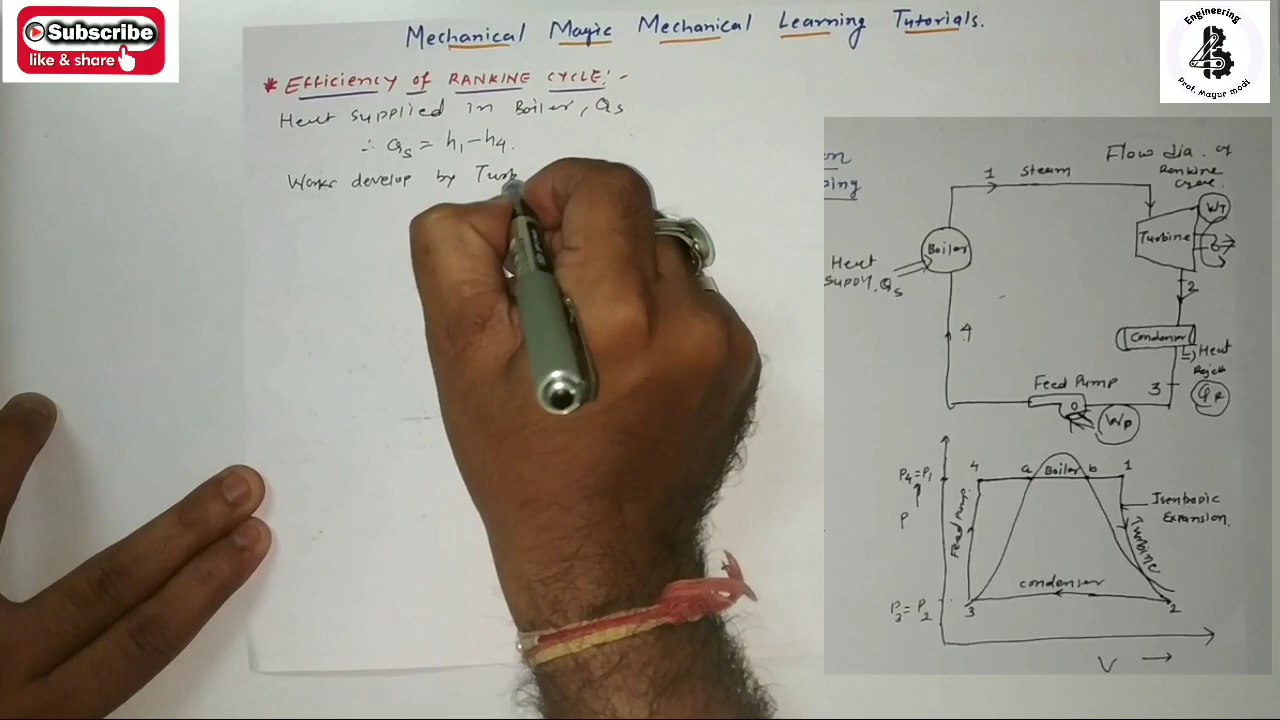 Subscribe
like & share
Mechanical Magic Mechanical Learning Tutorials.
Engineering
Prof. Mayur modi
* Efficiency of RANKINE CYCLE:-
Heat supplied in Boiler, Qs
∴ Qs = h1 - h4.
Work develop by Turb
Flow dia. of
Rankine
cycle.
1
Steam
WT
Turbine
Boiler
Heat
supply, Qs
2
Condenser
Heat
Reject
QR
4
Feed Pump
3
WP
P4 = P1
4
a
Boiler
b
1
Isentropic
Expansion.
P
Feed Pump.
Turbine
condenser
P3 = P2
3
2
V